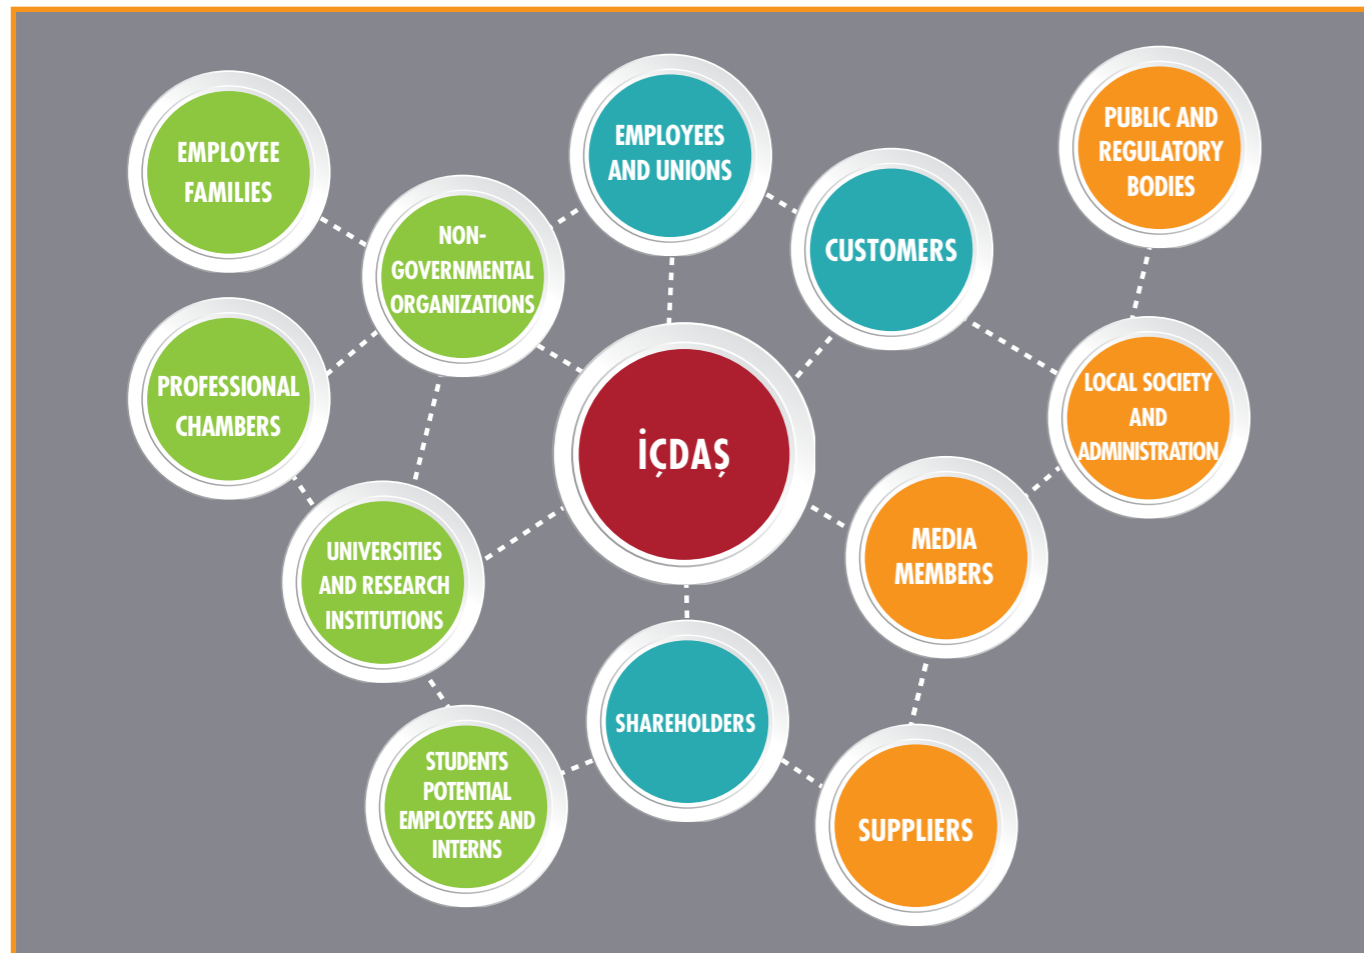 EMPLOYEE
FAMILIES
NON-
GOVERNMENTAL
ORGANIZATIONS
EMPLOYEES
AND UNIONS
CUSTOMERS
PUBLIC AND
REGULATORY
BODIES
PROFESSIONAL
CHAMBERS
İÇDAŞ
LOCAL SOCIETY
AND
ADMINISTRATION
UNIVERSITIES
AND RESEARCH
INSTITUTIONS
MEDIA
MEMBERS
STUDENTS
POTENTIAL
EMPLOYEES AND
INTERNS
SHAREHOLDERS
SUPPLIERS